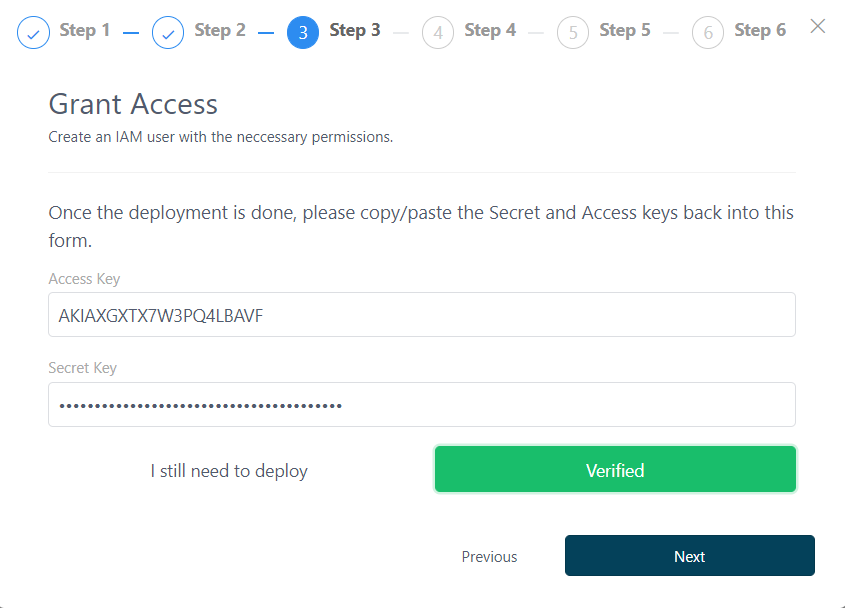 Step 1
Step 2
3 Step 3
4 Step 4
5 Step 5
6 Step 6
Grant Access
Create an IAM user with the neccessary permissions.
Once the deployment is done, please copy/paste the Secret and Access keys back into this
form.
Access Key
AKIAXGXTX7W3PQ4LBAVF
Secret Key
••••••••••••••••••••••••••••••••••••••••
I still need to deploy
Verified
Previous
Next